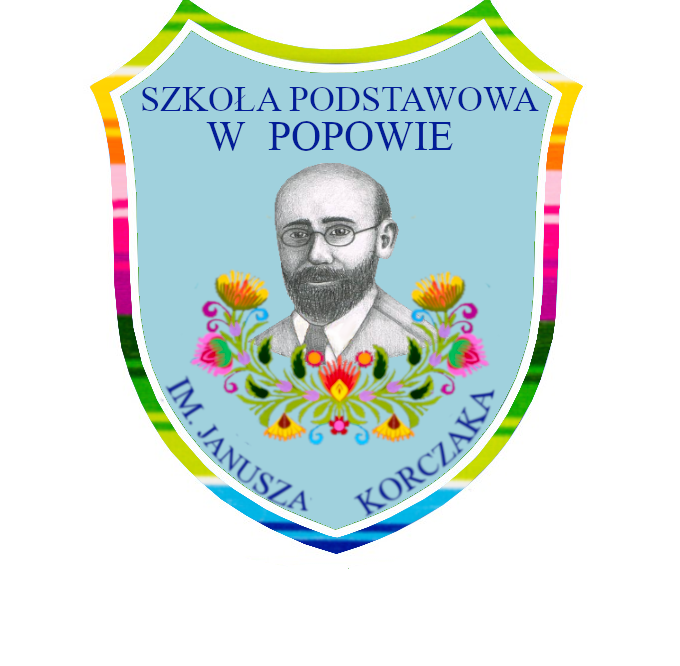 SZKOŁA PODSTAWOWA
W POPOWIE
IM. JANUSZA KORCZAKA